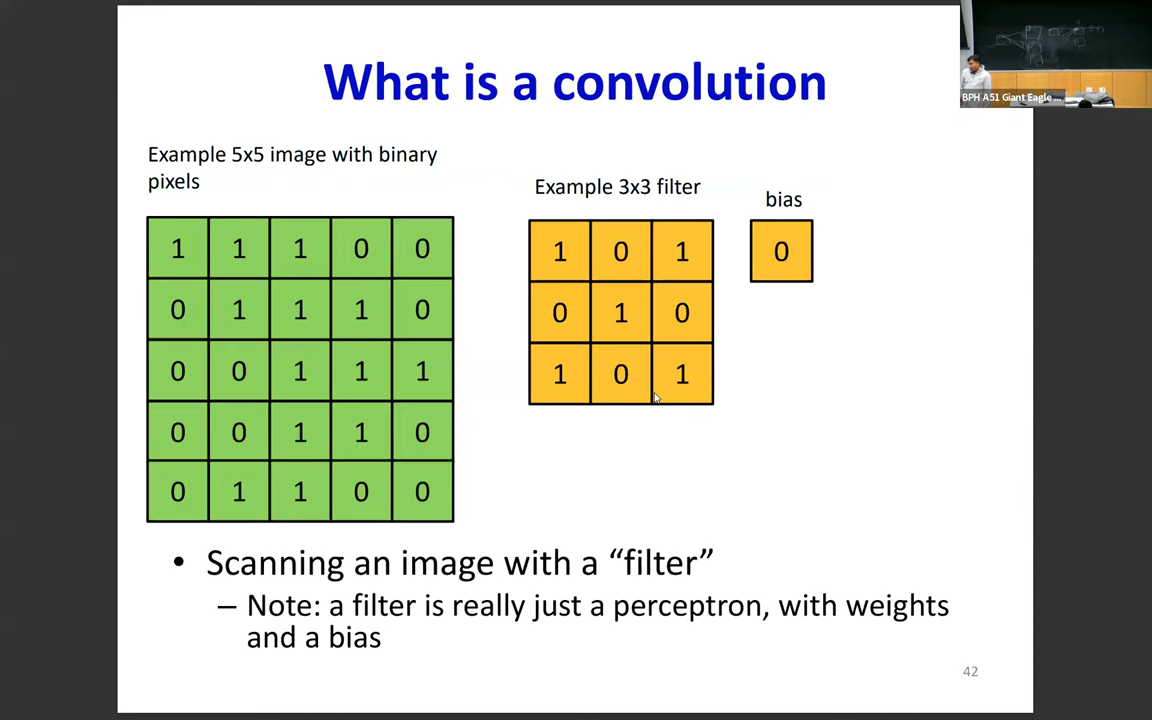 What is a convolution
BPH A51 Giant Eagle ...
Example 5x5 image with binary
pixels
Example 3x3 filter
bias
1 1 1 0 0
0 1 1 1 0
0 0 1 1 1
0 0 1 1 0
0 1 1 0 0
1 0 1
0 1 0
1 0 1
0
• Scanning an image with a “filter”
– Note: a filter is really just a perceptron, with weights
and a bias
42